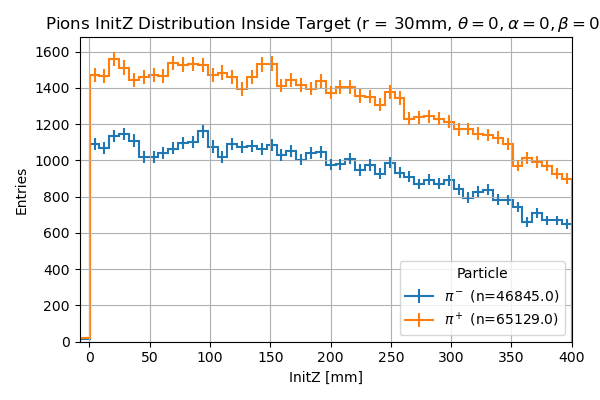 Pions InitZ Distribution Inside Target (r = 30mm, θ = 0, α = 0, β = 0
1600
1400
1200
1000
800
600
400
200
0
Entries
Particle
π⁻ (n=46845.0)
π⁺ (n=65129.0)
0 50 100 150 200 250 300 350 400
InitZ [mm]